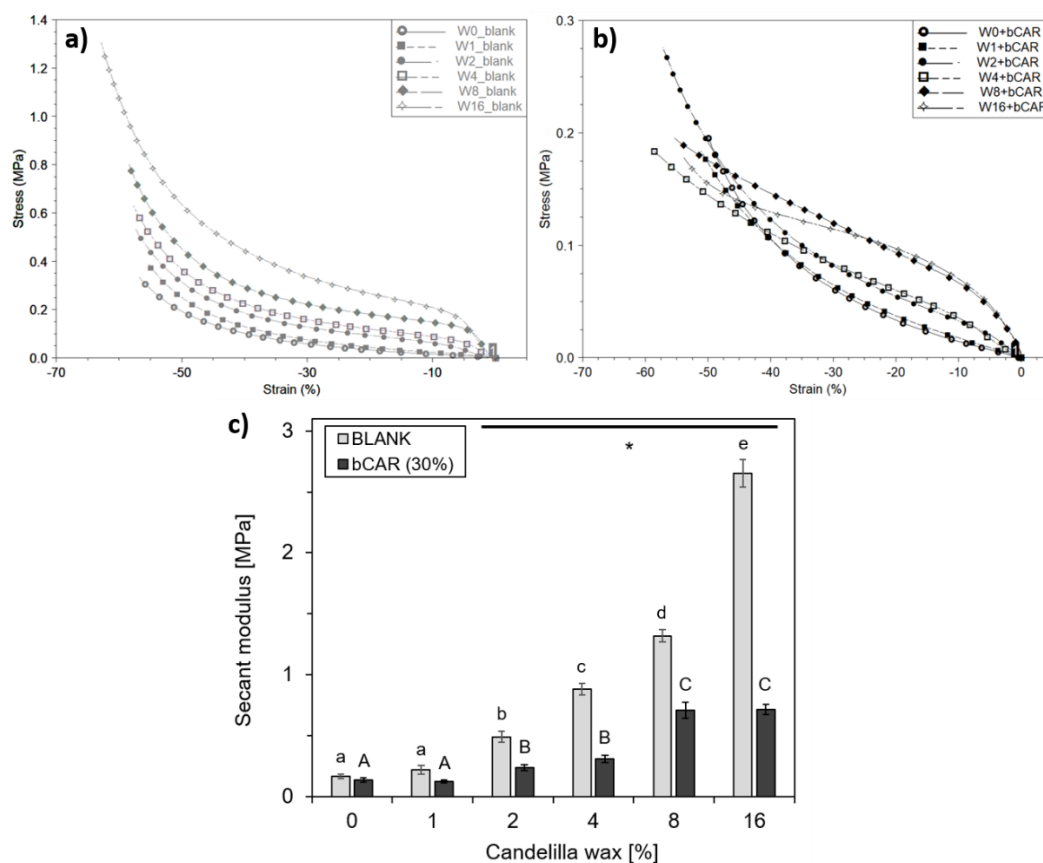 a)
W0_blank
W1_blank
W2_blank
W4_blank
W8_blank
W16_blank
1.4
1.2
1.0
0.8
0.6
0.4
0.2
0.0
Stress (MPa)
-70
-50
-30
-10
Strain (%)
b)
W0+bCAR
W1+bCAR
W2+bCAR
W4+bCAR
W8+bCAR
W16+bCAR
0.3
0.2
0.1
0.0
Stress (MPa)
-70 -60 -50 -40 -30 -20 -10 0
Strain (%)
c)
BLANK
bCAR (30%)
*
3
2
1
0
Secant modulus [MPa]
a A a A b B c B d C e C
0 1 2 4 8 16
Candelilla wax [%]